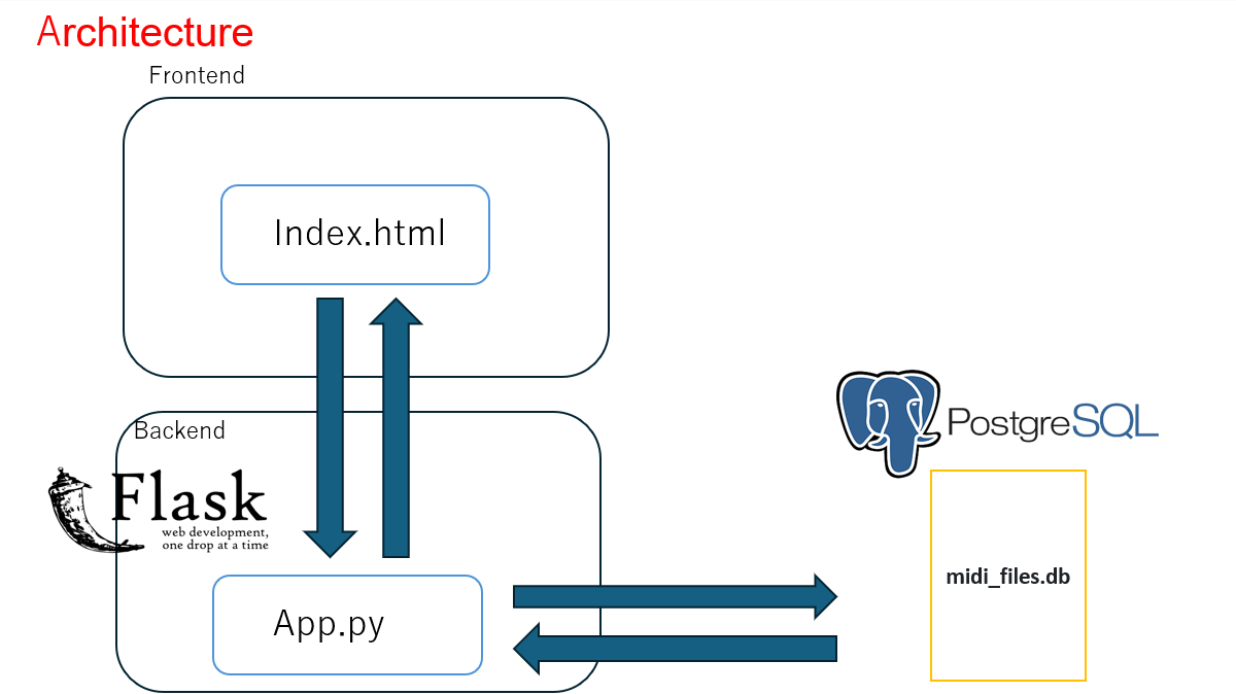 Architecture
Frontend
Index.html
Backend
Flask
web development,
one drop at a time
App.py
PostgreSQL
midi_files.db